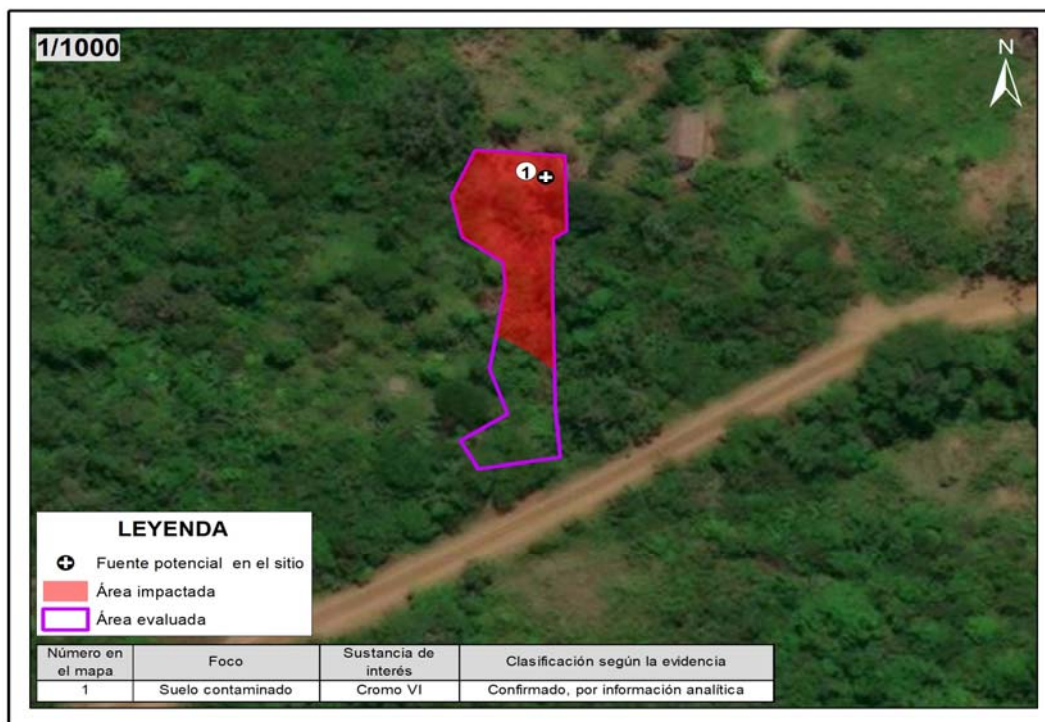 1/1000
N
1
LEYENDA
Fuente potencial en el sitio
Área impactada
Área evaluada
Número en el mapa Foco Sustancia de interés Clasificación según la evidencia
1 Suelo contaminado Cromo VI Confirmado, por información analítica